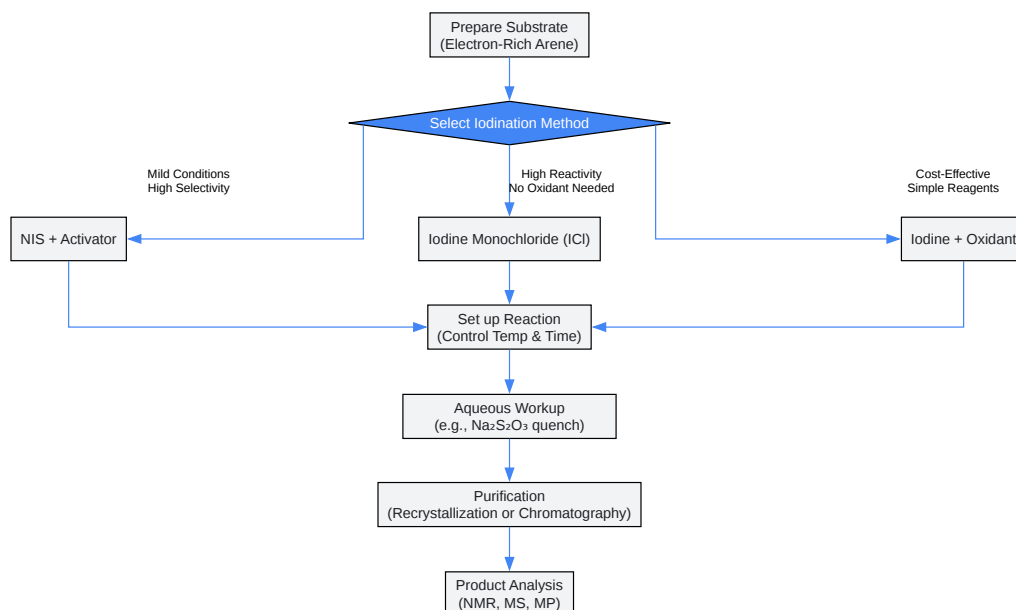 Prepare Substrate
(Electron-Rich Arene)
Select Iodination Method
Mild Conditions
High Selectivity
High Reactivity
No Oxidant Needed
Cost-Effective
Simple Reagents
NIS + Activator
Iodine Monochloride (ICl)
Iodine + Oxidant
Set up Reaction
(Control Temp & Time)
Aqueous Workup
(e.g., Na₂S₂O₃ quench)
Purification
(Recrystallization or Chromatography)
Product Analysis
(NMR, MS, MP)